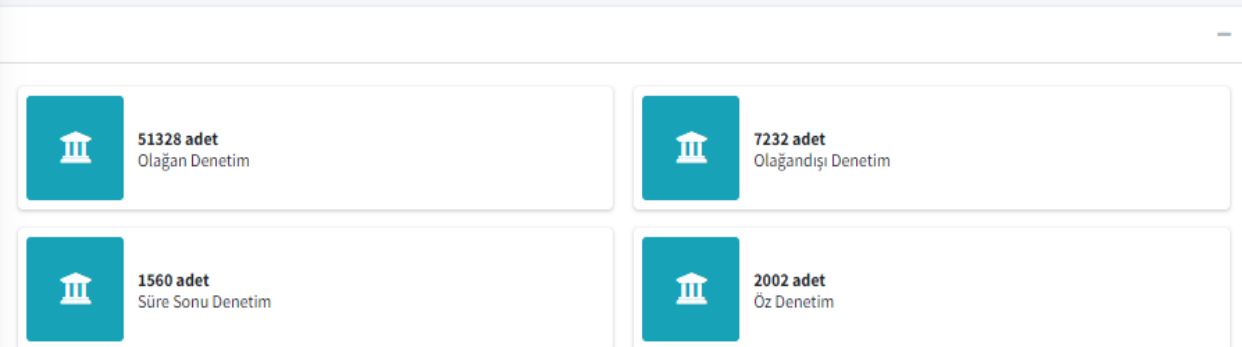 51328 adet
Olağan Denetim
7232 adet
Olağandışı Denetim
1560 adet
Süre Sonu Denetim
2002 adet
Öz Denetim